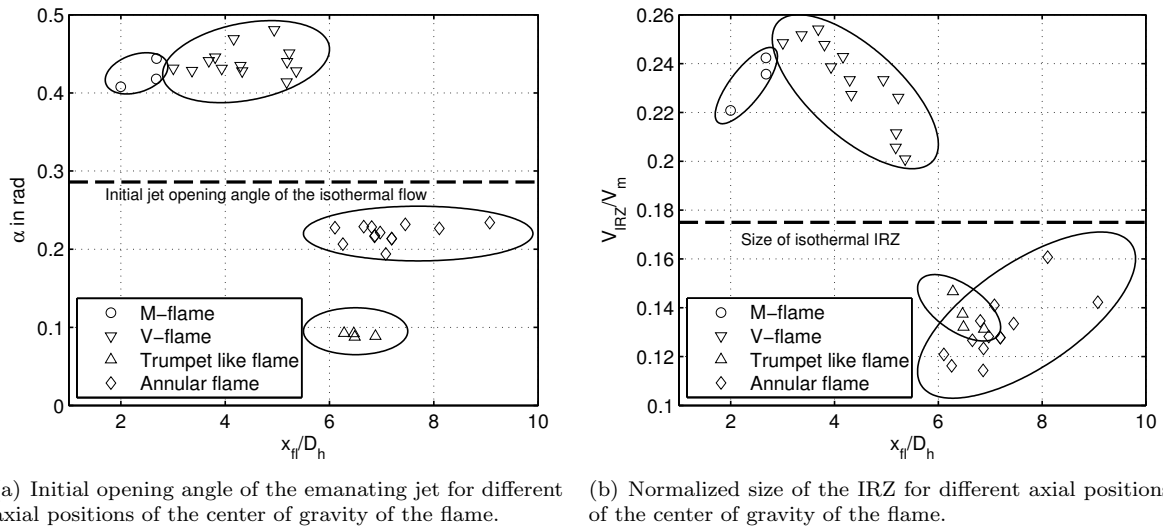 0.5
0.4
0.3
0.2
0.1
0
α in rad
Initial jet opening angle of the isothermal flow
M−flame
V−flame
Trumpet like flame
Annular flame
2 4 6 8 10
x_fl/D_h
0.26
0.24
0.22
0.2
0.18
0.16
0.14
0.12
0.1
V_IRZ/V_m
Size of isothermal IRZ
M−flame
V−flame
Trumpet like flame
Annular flame
2 4 6 8 10
x_fl/D_h
a) Initial opening angle of the emanating jet for different
axial positions of the center of gravity of the flame.
(b) Normalized size of the IRZ for different axial positions
of the center of gravity of the flame.